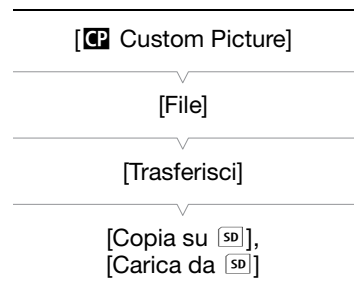 [CP Custom Picture]
[File]
[Trasferisci]
[Copia su SD],
[Carica da SD]